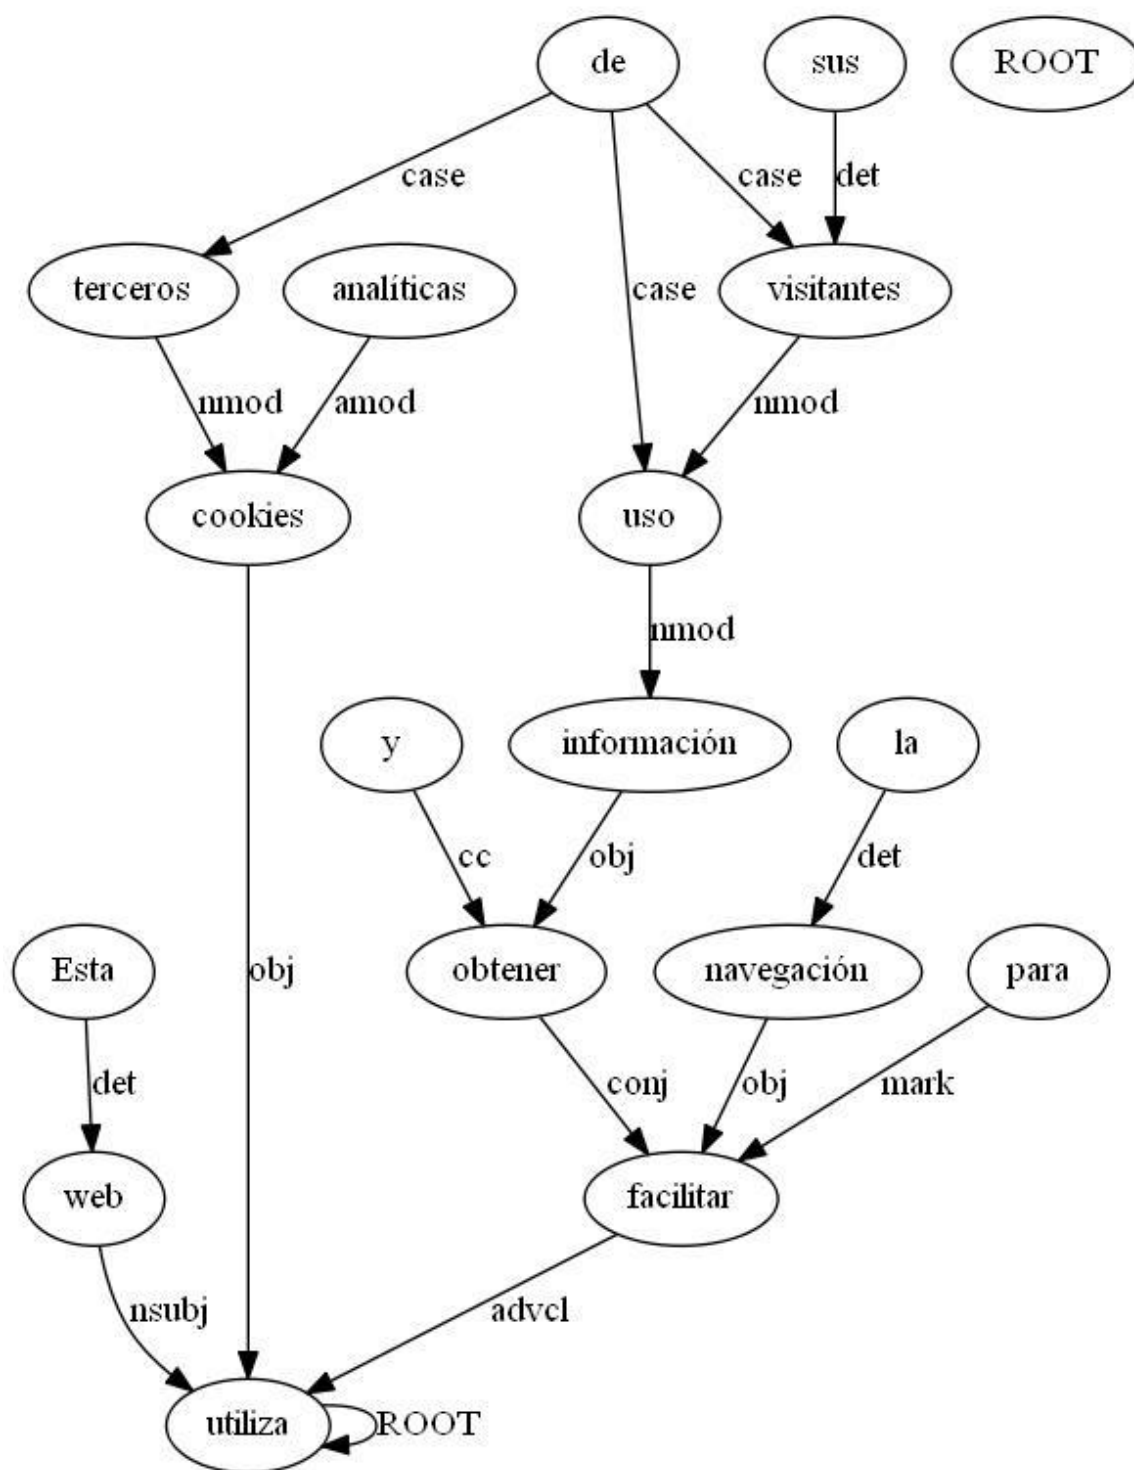 de sus ROOT
case case det
terceros analíticas case visitantes
nmod amod nmod
cookies uso
nmod
y información la
cc obj det
Esta obj obtener navegación para
det conj obj mark
web facilitar
nsubj advcl
utiliza ROOT